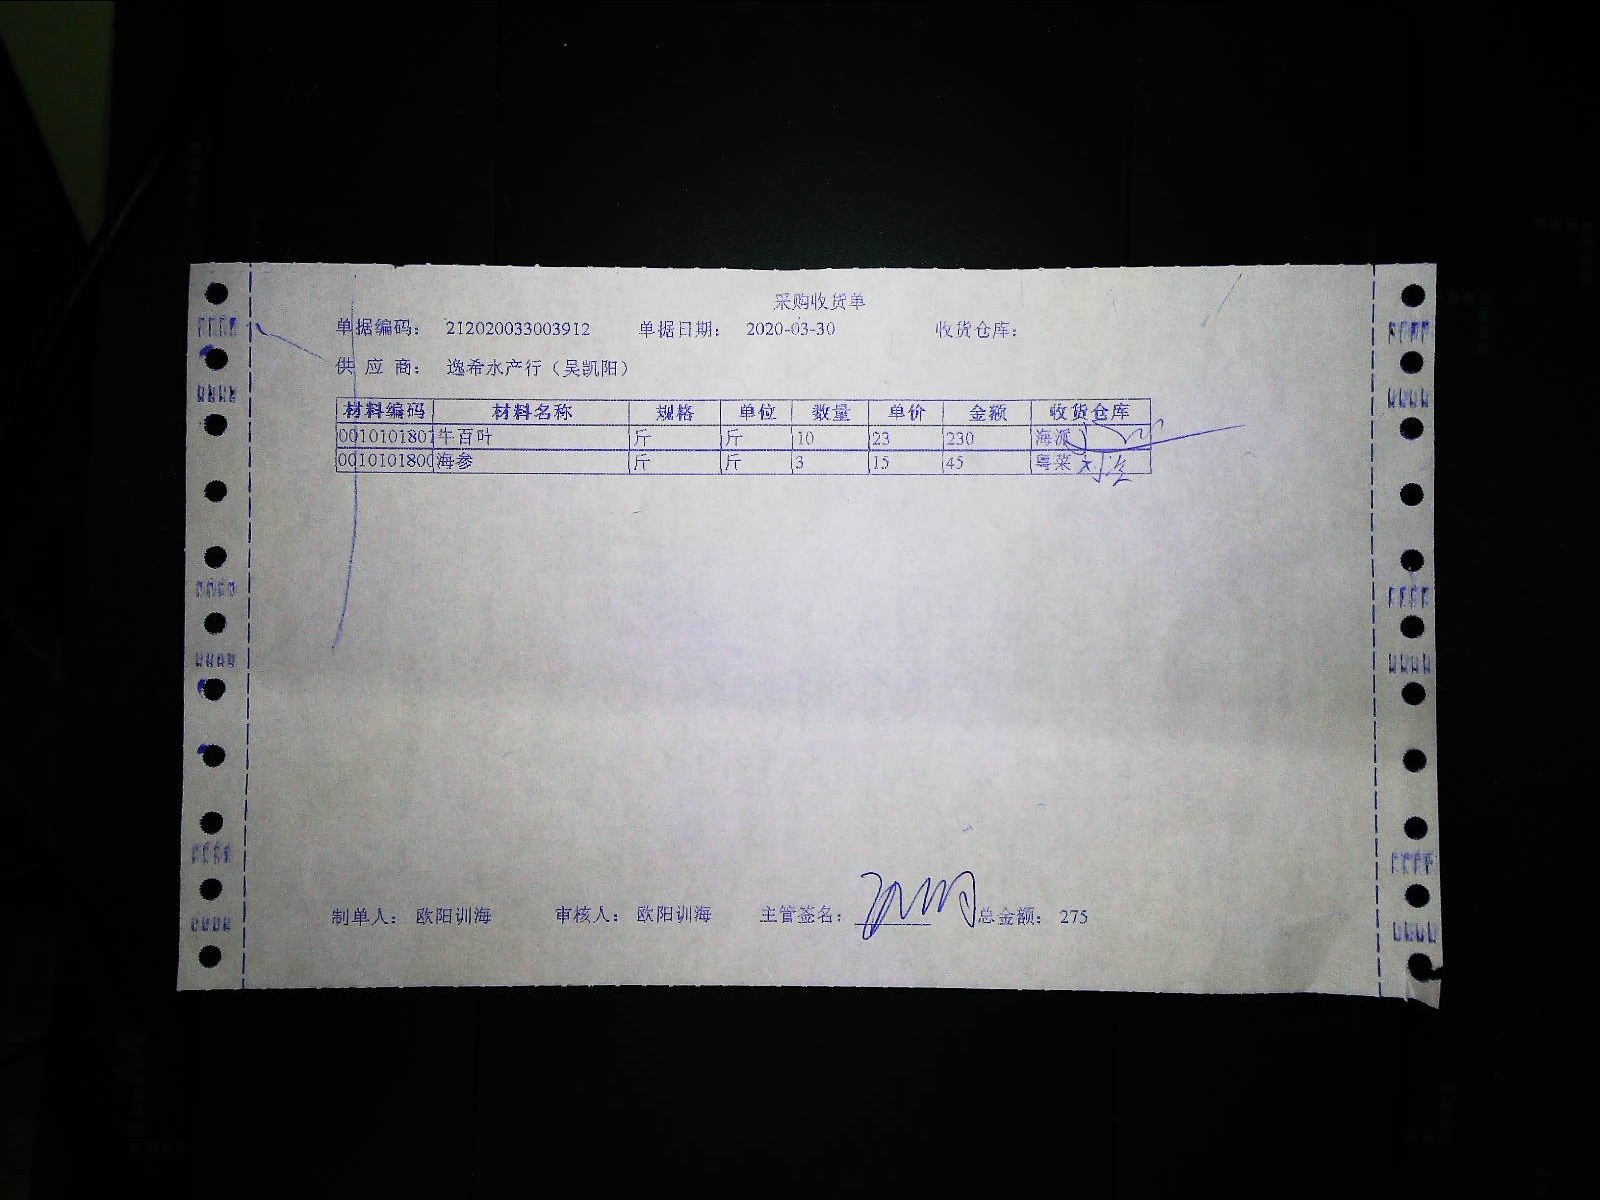 采购收货单
单据编码： 212020033003912 单据日期： 2020-03-30 收货仓库：
供 应 商： 逸希水产行（吴凯阳）
材料编码 材料名称 规格 单位 数量 单价 金额 收货仓库
0010101801 牛百叶 斤 斤 10 23 230 海派
0010101800 海参 斤 斤 3 15 45 粤菜
制单人： 欧阳训海 审核人： 欧阳训海 主管签名： 总金额： 275